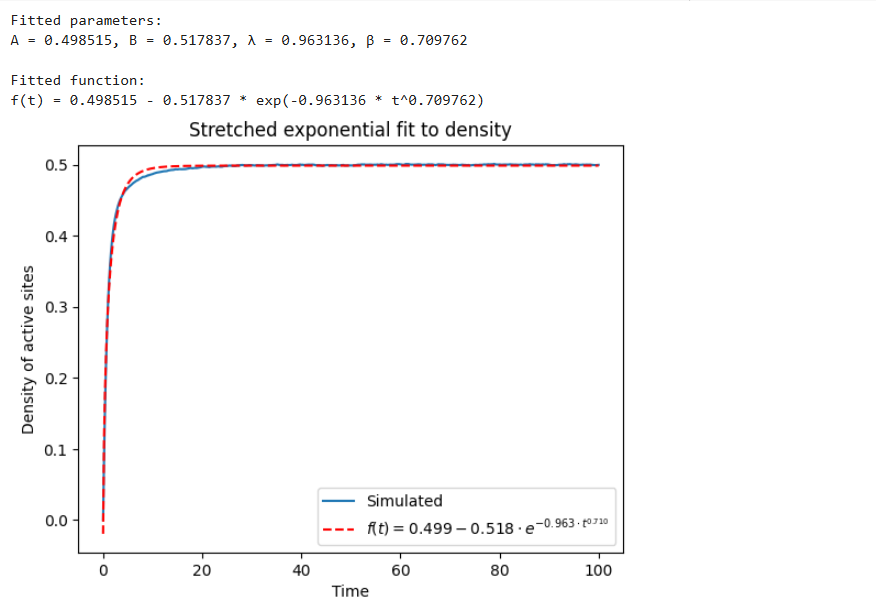 Fitted parameters:
A = 0.498515, B = 0.517837, λ = 0.963136, β = 0.709762
Fitted function:
f(t) = 0.498515 - 0.517837 * exp(-0.963136 * t^0.709762)
Stretched exponential fit to density
0.5
0.4
0.3
0.2
0.1
0.0
Density of active sites
Simulated
f(t) = 0.499 − 0.518 · e^{−0.963 · t^{0.710}}
0 20 40 60 80 100
Time